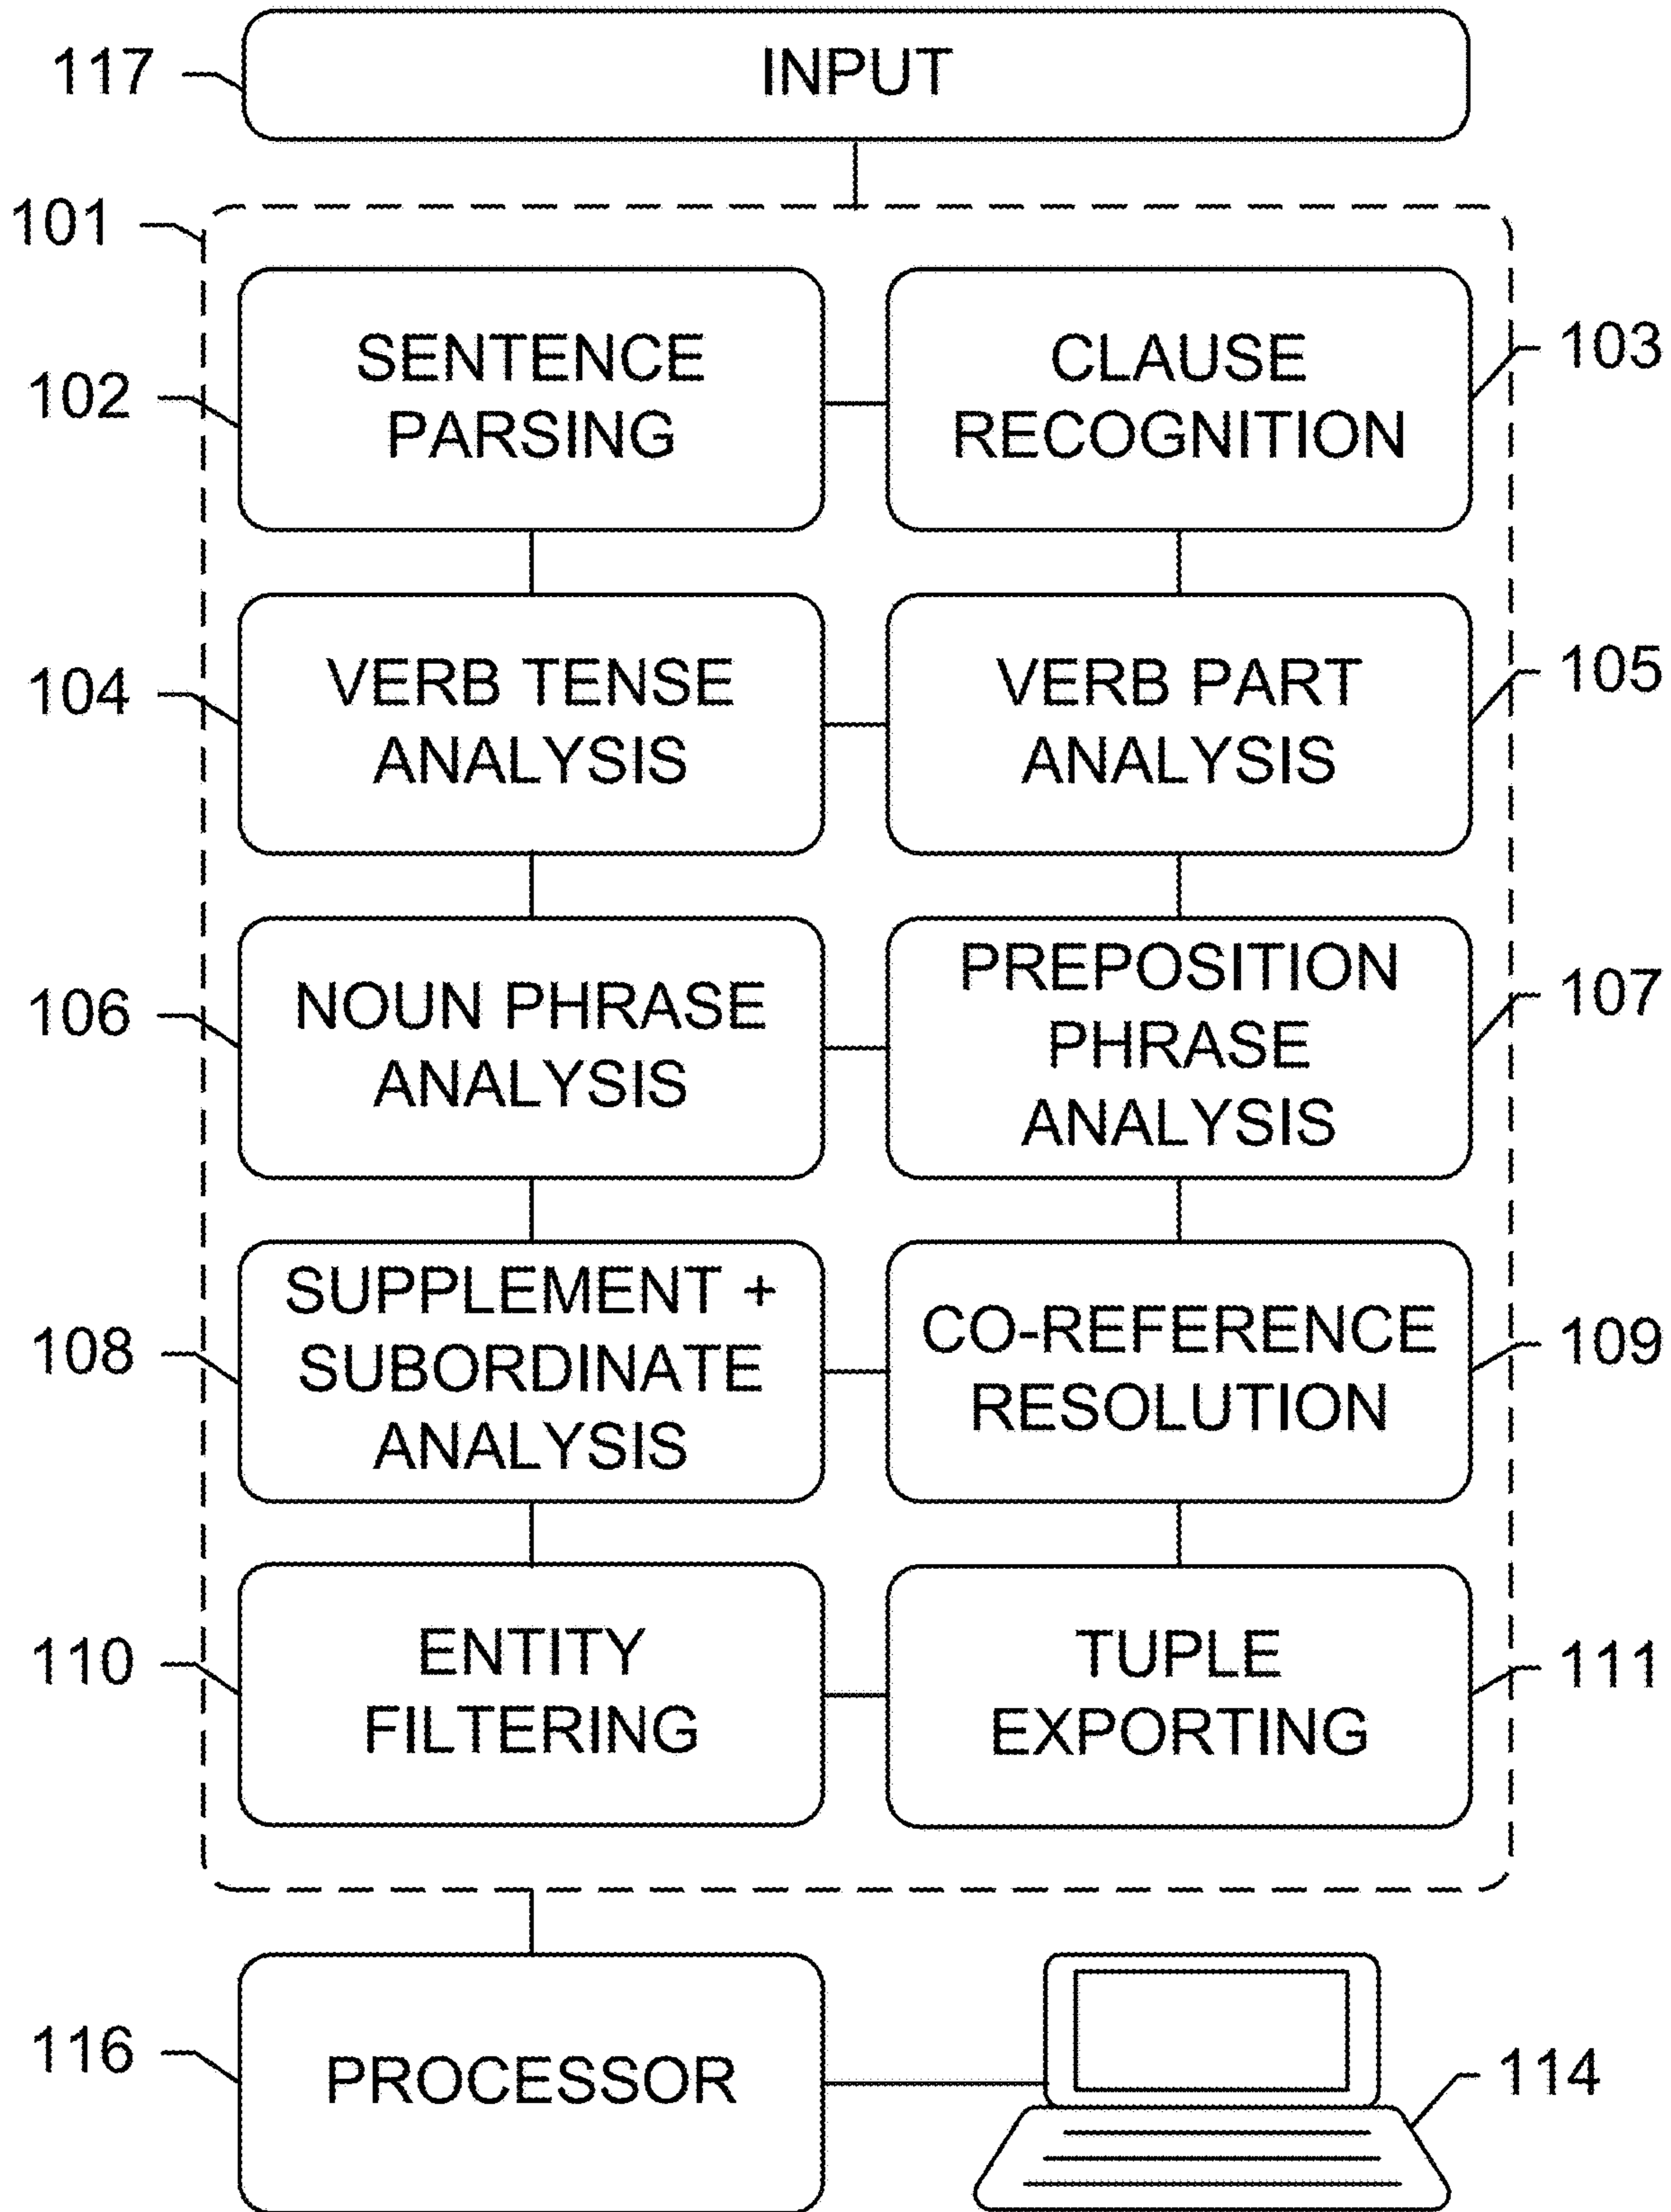 INPUT
117
101
SENTENCE
PARSING
102
CLAUSE
RECOGNITION
103
VERB TENSE
ANALYSIS
104
VERB PART
ANALYSIS
105
NOUN PHRASE
ANALYSIS
106
PREPOSITION
PHRASE
ANALYSIS
107
SUPPLEMENT +
SUBORDINATE
ANALYSIS
108
CO-REFERENCE
RESOLUTION
109
ENTITY
FILTERING
110
TUPLE
EXPORTING
111
PROCESSOR
116
114